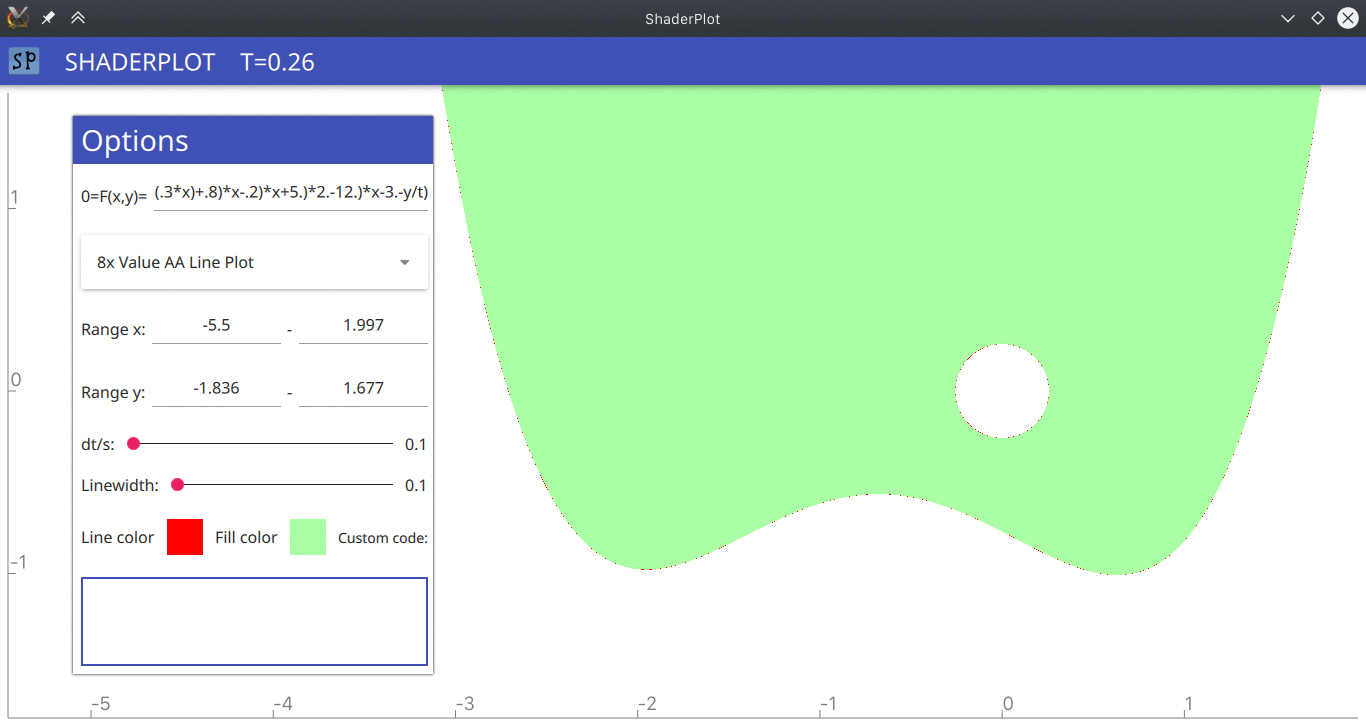 ShaderPlot
SP SHADERPLOT T=0.26
Options
0=F(x,y)= (.3*x)+.8)*x-.2)*x+5.)*2.-12.)*x-3.-y/t)
8x Value AA Line Plot
Range x: -5.5 - 1.997
Range y: -1.836 - 1.677
dt/s: 0.1
Linewidth: 0.1
Line color Fill color Custom code:
1
0
-1
-5 -4 -3 -2 -1 0 1